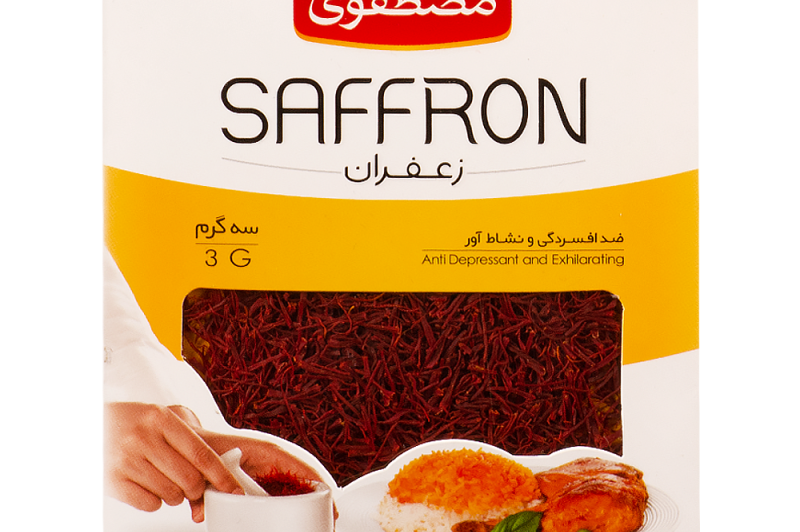 مصطفوی
SAFFRON
زعفران
سه گرم
3 G
ضد افسردگی و نشاط آور
Anti Depressant and Exhilarating